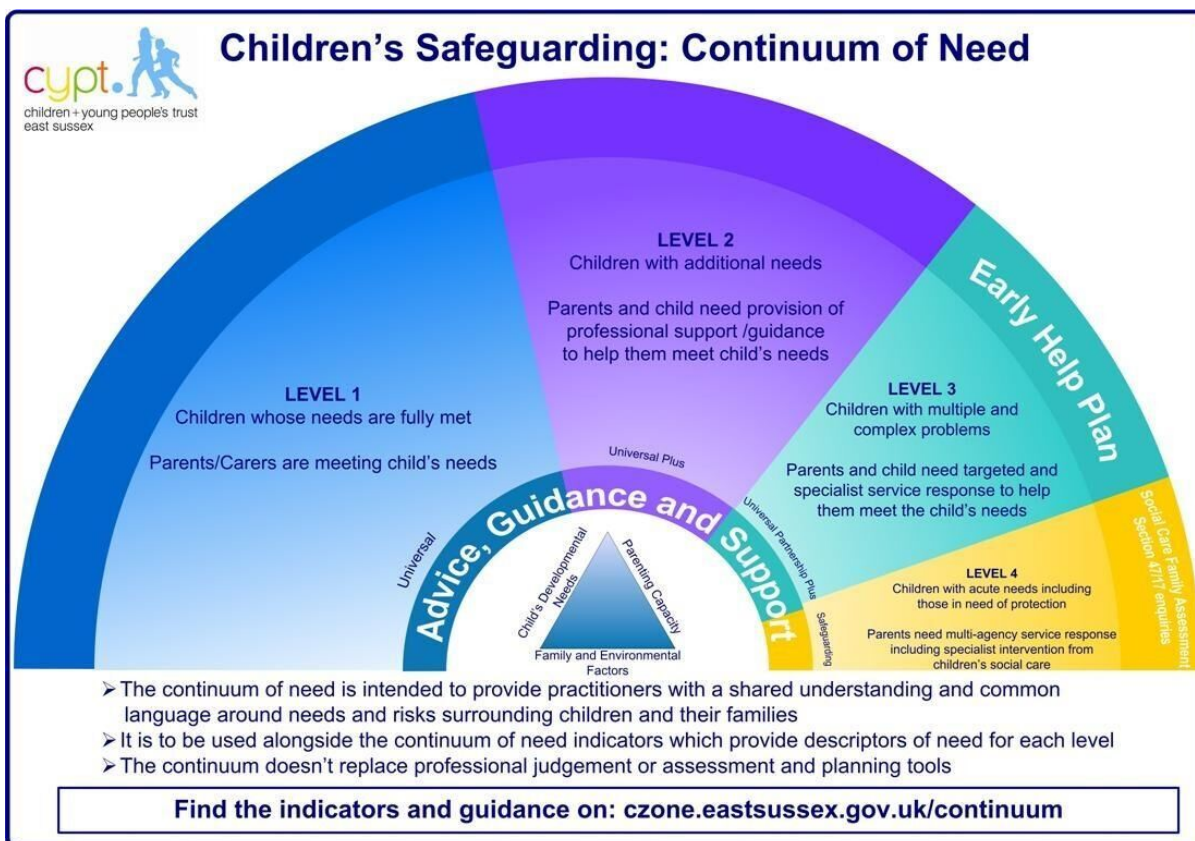 Children's Safeguarding: Continuum of Need
cypt.
children + young people's trust
east sussex
LEVEL 1
Children whose needs are fully met
Parents/Carers are meeting child's needs
LEVEL 2
Children with additional needs
Parents and child need provision of
professional support /guidance
to help them meet child's needs
Early Help Plan
LEVEL 3
Children with multiple and
complex problems
Parents and child need targeted and
specialist service response to help
them meet the child's needs
Social Care Family Assessment
Section 47/17 enquiries
LEVEL 4
Children with acute needs including
those in need of protection
Parents need multi-agency service response
including specialist intervention from
children's social care
Universal
Universal Plus
Universal Partnership Plus
Safeguarding
Advice, Guidance and Support
Child's Developmental
Needs
Parenting Capacity
Family and Environmental
Factors
➢ The continuum of need is intended to provide practitioners with a shared understanding and common
language around needs and risks surrounding children and their families
➢ It is to be used alongside the continuum of need indicators which provide descriptors of need for each level
➢ The continuum doesn't replace professional judgement or assessment and planning tools
Find the indicators and guidance on: czone.eastsussex.gov.uk/continuum